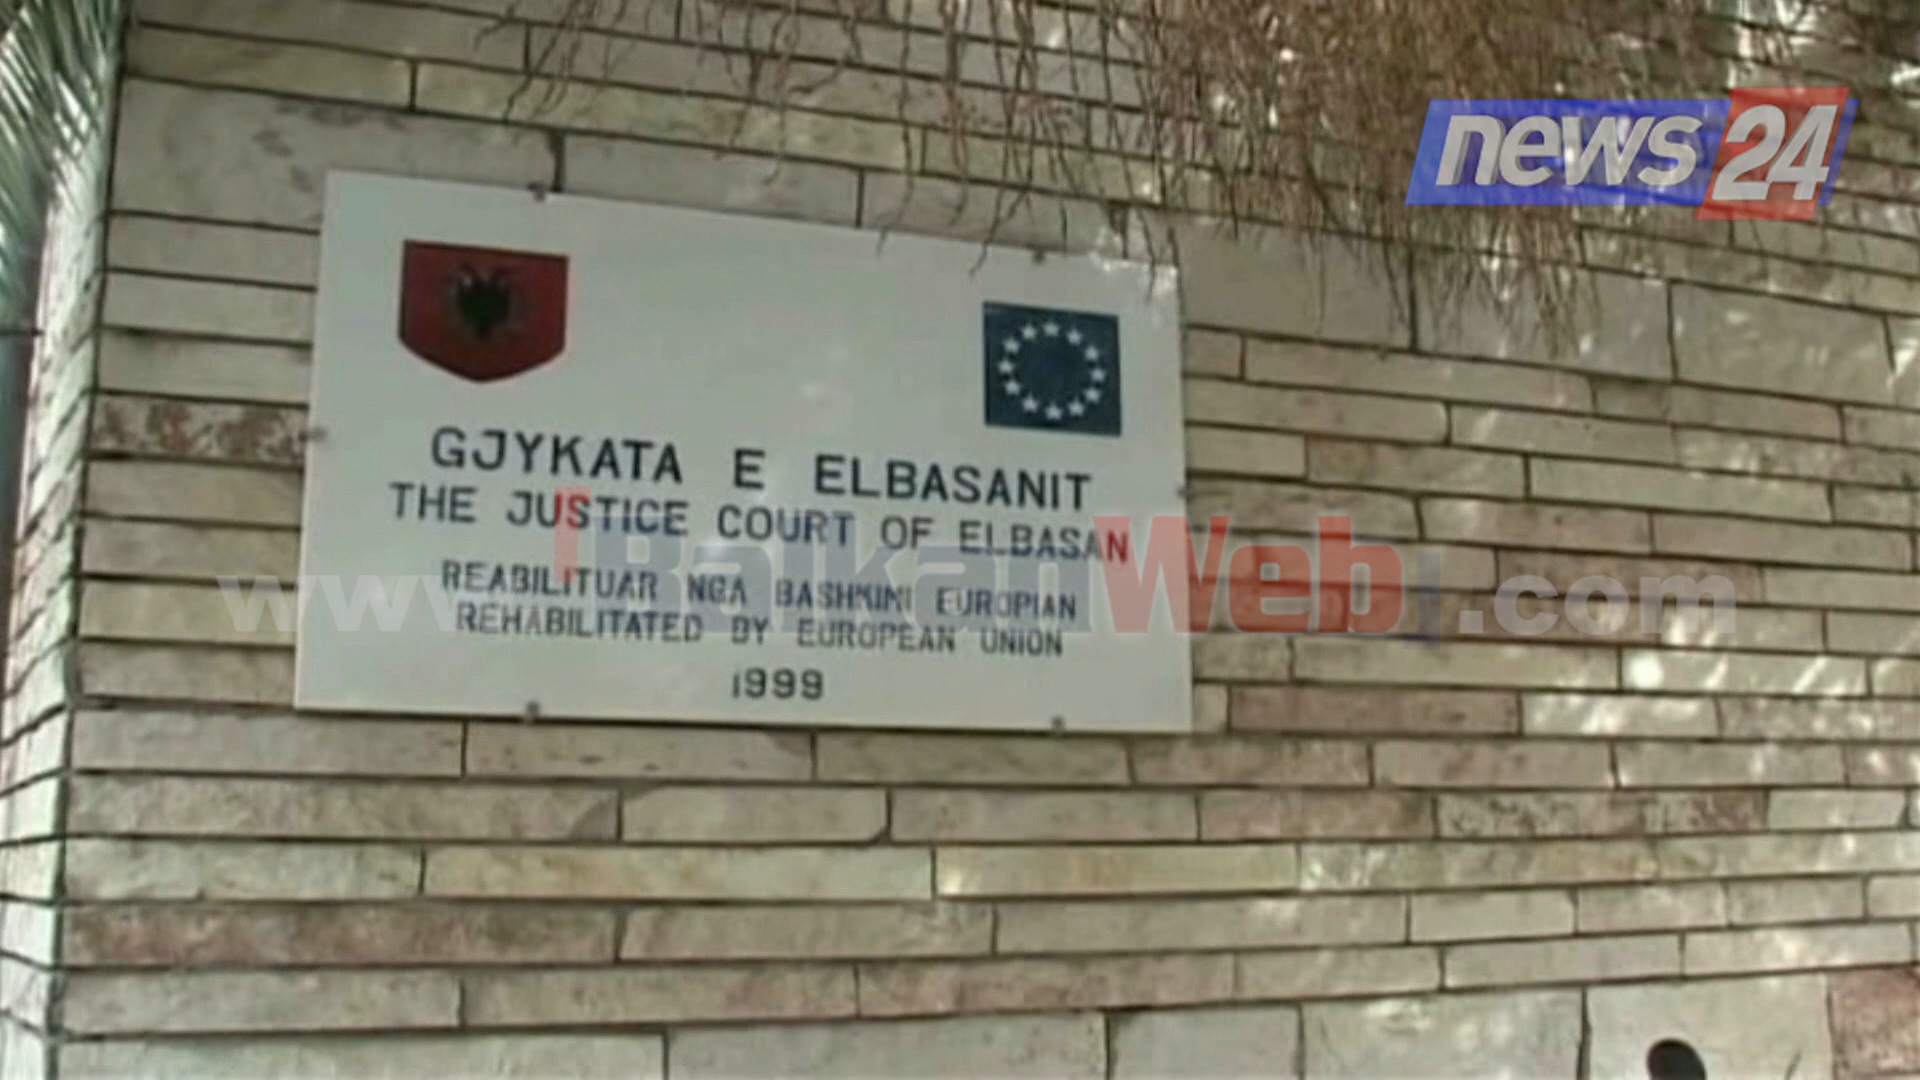 news24
GJYKATA E ELBASANIT
THE JUSTICE COURT OF ELBASAN
REABILITUAR NGA BASHKIMI EUROPIAN
REHABILITATED BY EUROPEAN UNION
1999
www.BalkanWeb.com